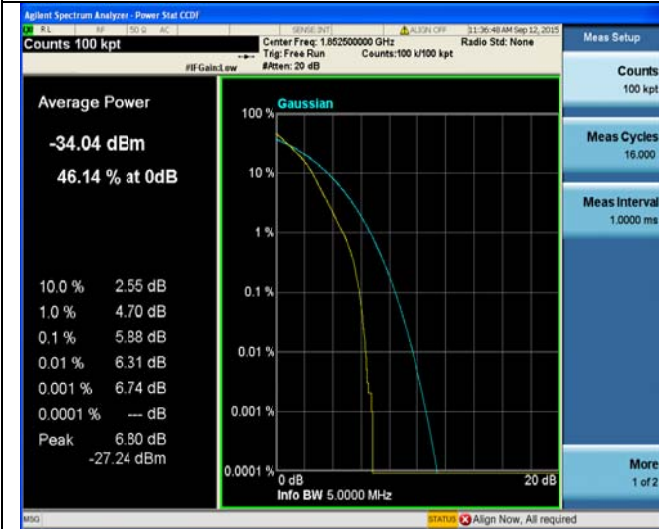 Agilent Spectrum Analyzer - Power Stat CCDF
RL RF 50 Ω AC SENSE:INT ALIGN OFF 11:36:48 AM Sep 12, 2015
Counts 100 kpt
Center Freq: 1.852500000 GHz Radio Std: None
Trig: Free Run Counts:100 k/100 kpt
#IFGain:Low #Atten: 20 dB
Meas Setup
Counts
100 kpt
Meas Cycles
16.000
Meas Interval
1.0000 ms
More
1 of 2
Average Power
-34.04 dBm
46.14 % at 0dB
10.0 % 2.55 dB
1.0 % 4.70 dB
0.1 % 5.88 dB
0.01 % 6.31 dB
0.001 % 6.74 dB
0.0001 % --- dB
Peak 6.80 dB
-27.24 dBm
Gaussian
100 %
10 %
1 %
0.1 %
0.01 %
0.001 %
0.0001 %
0 dB 20 dB
Info BW 5.0000 MHz
MSG STATUS Align Now, All required